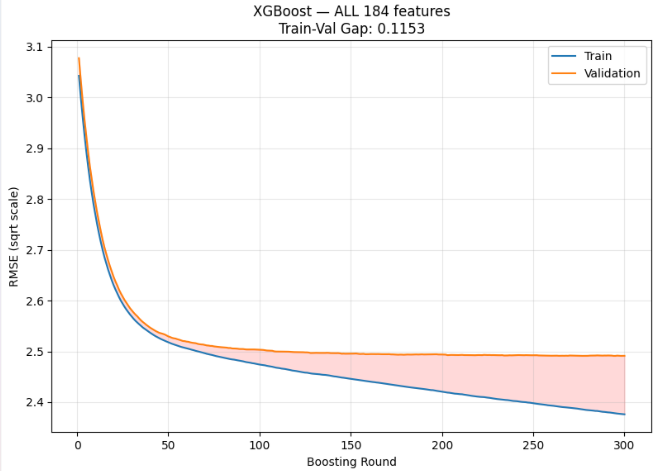 XGBoost — ALL 184 features
Train-Val Gap: 0.1153
Train
Validation
3.1
3.0
2.9
2.8
2.7
2.6
2.5
2.4
RMSE (sqrt scale)
0 50 100 150 200 250 300
Boosting Round